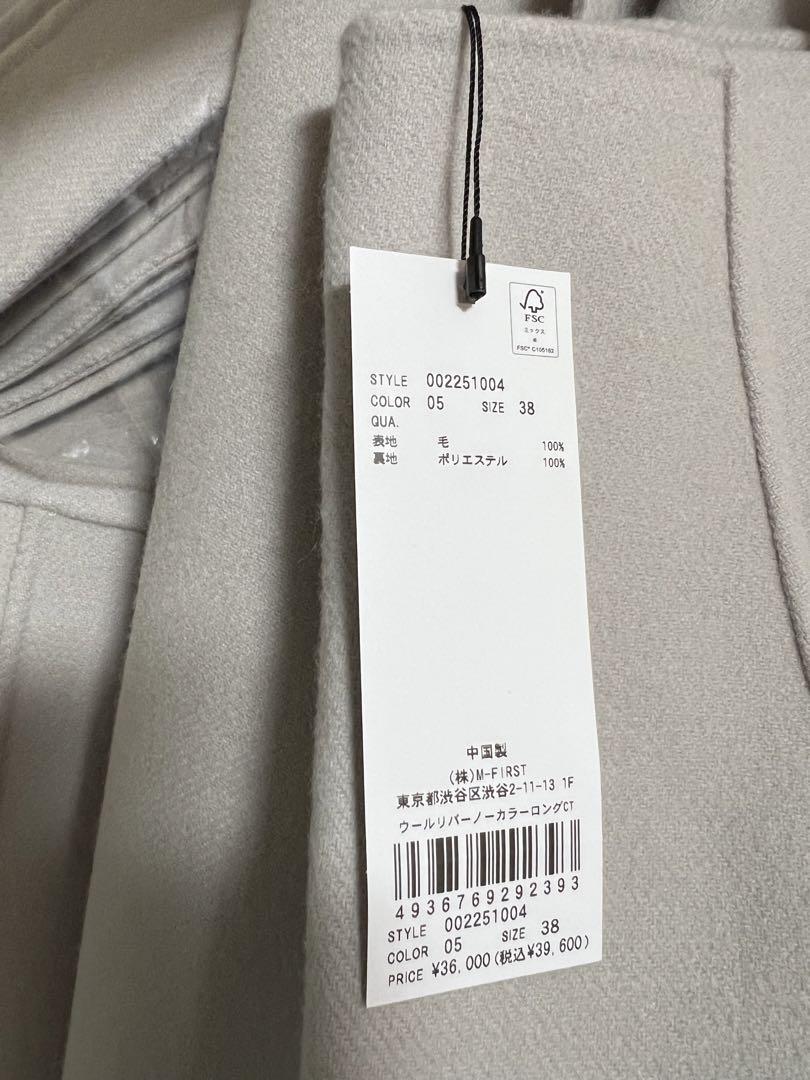 FSC
ミックス
紙
FSC® C105162
STYLE 002251004
COLOR 05 SIZE 38
QUA.
表地 毛 100%
裏地 ポリエステル 100%
中国製
(株)M-FIRST
東京都渋谷区渋谷2-11-13 1F
ウールリバーノーカラーロングCT
4936769292393
STYLE 002251004
COLOR 05 SIZE 38
PRICE ¥36,000(税込¥39,600)